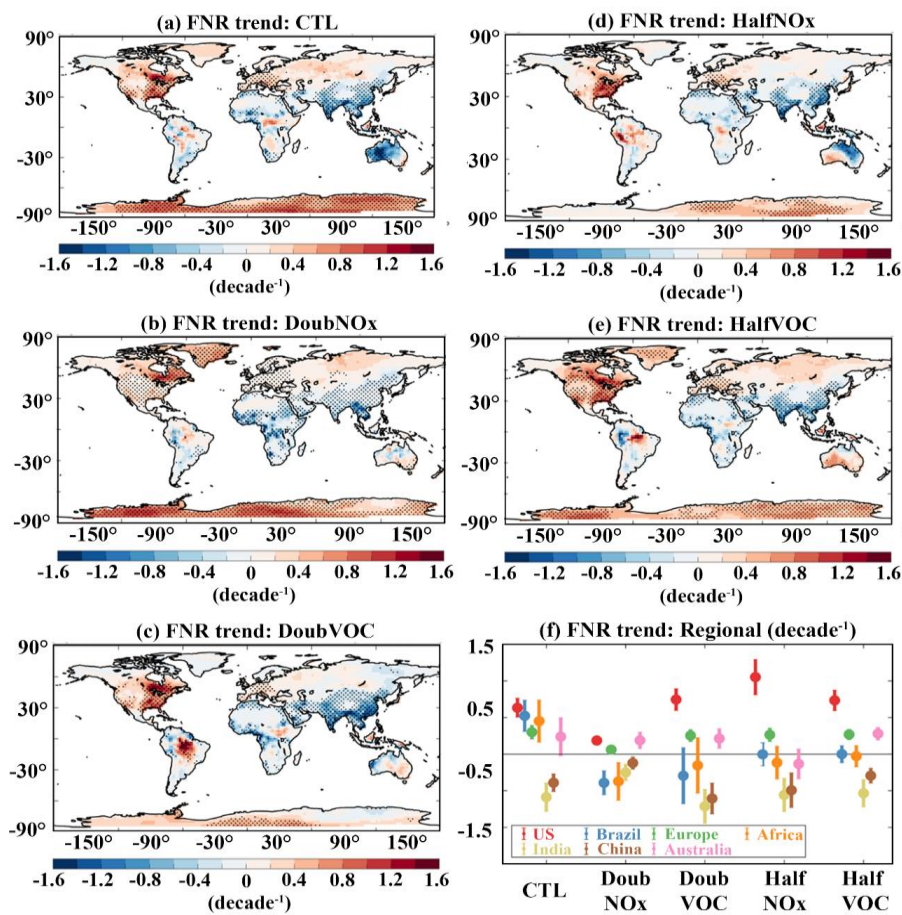 (a) FNR trend: CTL
90°
30°
-30°
-90°
-150° -90° -30° 30° 90° 150°
-1.6 -1.2 -0.8 -0.4 0 0.4 0.8 1.2 1.6
(decade-1)
(b) FNR trend: DoubNOx
90°
30°
-30°
-90°
-150° -90° -30° 30° 90° 150°
-1.6 -1.2 -0.8 -0.4 0 0.4 0.8 1.2 1.6
(decade-1)
(c) FNR trend: DoubVOC
90°
30°
-30°
-90°
-150° -90° -30° 30° 90° 150°
-1.6 -1.2 -0.8 -0.4 0 0.4 0.8 1.2 1.6
(decade-1)
(d) FNR trend: HalfNOx
90°
30°
-30°
90°
-150° -90° -30° 30° 90° 150°
-1.6 -1.2 -0.8 -0.4 0 0.4 0.8 1.2 1.6
(decade-1)
(e) FNR trend: HalfVOC
90°
30°
-30°
-90°
-150° -90° -30° 30° 90° 150°
-1.6 -1.2 -0.8 -0.4 0 0.4 0.8 1.2 1.6
(decade-1)
(f) FNR trend: Regional (decade-1)
1.5
0.5
-0.5
-1.5
US Brazil Europe Africa
India China Australia
CTL Doub Doub Half Half
NOx VOC NOx VOC